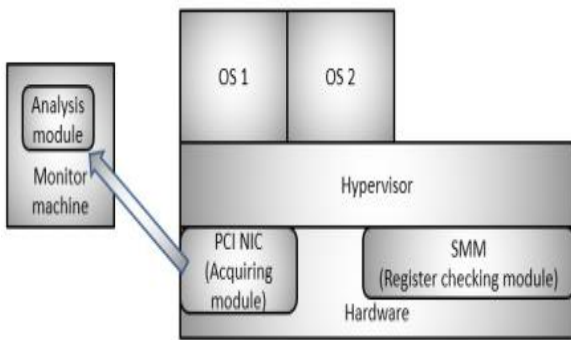 OS 1
OS 2
Analysis
module
Monitor
machine
Hypervisor
PCI NIC
(Acquiring
module)
SMM
(Register checking module)
Hardware